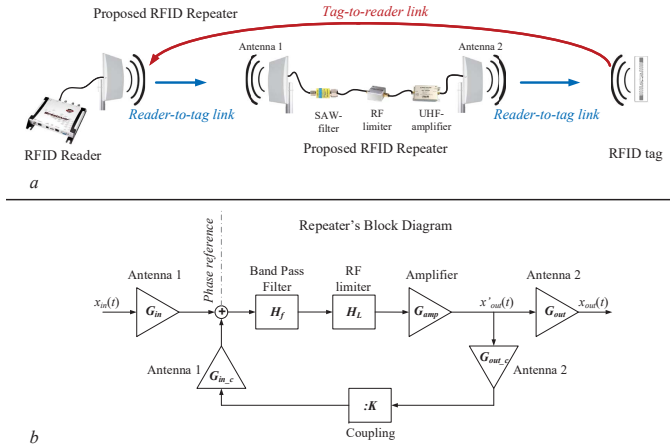 Proposed RFID Repeater
Tag-to-reader link
Antenna 1
Antenna 2
Reader-to-tag link
SAW-
filter
RF
limiter
UHF-
amplifier
Reader-to-tag link
RFID Reader
Proposed RFID Repeater
RFID tag
a
Repeater's Block Diagram
Phase reference
Antenna 1
Band Pass
Filter
RF
limiter
Amplifier
Antenna 2
x_in(t)
G_in
+
H_f
H_L
G_amp
x'_out(t)
G_out
x_out(t)
Antenna 1
G_in_c
G_out_c
Antenna 2
:K
Coupling
b